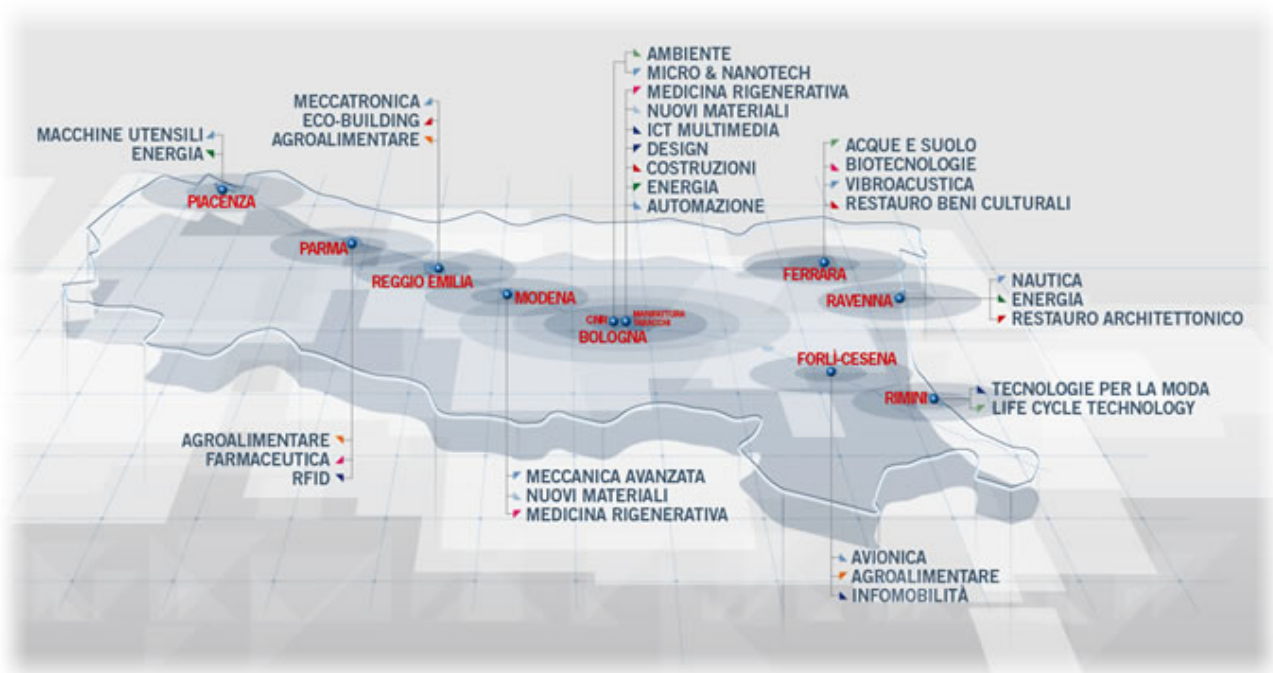 AMBIENTE
MICRO & NANOTECH
MEDICINA RIGENERATIVA
NUOVI MATERIALI
ICT MULTIMEDIA
DESIGN
COSTRUZIONI
ENERGIA
AUTOMAZIONE
MECCATRONICA
ECO-BUILDING
AGROALIMENTARE
MACCHINE UTENSILI
ENERGIA
ACQUE E SUOLO
BIOTECNOLOGIE
VIBROACUSTICA
RESTAURO BENI CULTURALI
PIACENZA
PARMA
REGGIO EMILIA
MODENA
CNR
MANIFATTURA
TABACCHI
BOLOGNA
FERRARA
RAVENNA
NAUTICA
ENERGIA
RESTAURO ARCHITETTONICO
FORLÌ-CESENA
RIMINI
TECNOLOGIE PER LA MODA
LIFE CYCLE TECHNOLOGY
AGROALIMENTARE
FARMACEUTICA
RFID
MECCANICA AVANZATA
NUOVI MATERIALI
MEDICINA RIGENERATIVA
AVIONICA
AGROALIMENTARE
INFOMOBILITÀ